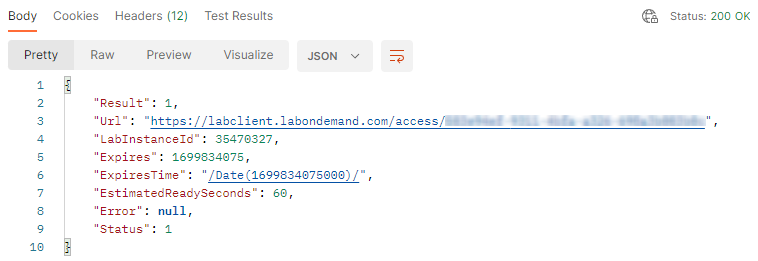 Body Cookies Headers (12) Test Results Status: 200 OK
Pretty Raw Preview Visualize JSON
1 {
2 "Result": 1,
3 "Url": "https://labclient.labondemand.com/access/",
4 "LabInstanceId": 35470327,
5 "Expires": 1699834075,
6 "ExpiresTime": "/Date(1699834075000)/",
7 "EstimatedReadySeconds": 60,
8 "Error": null,
9 "Status": 1
10 }